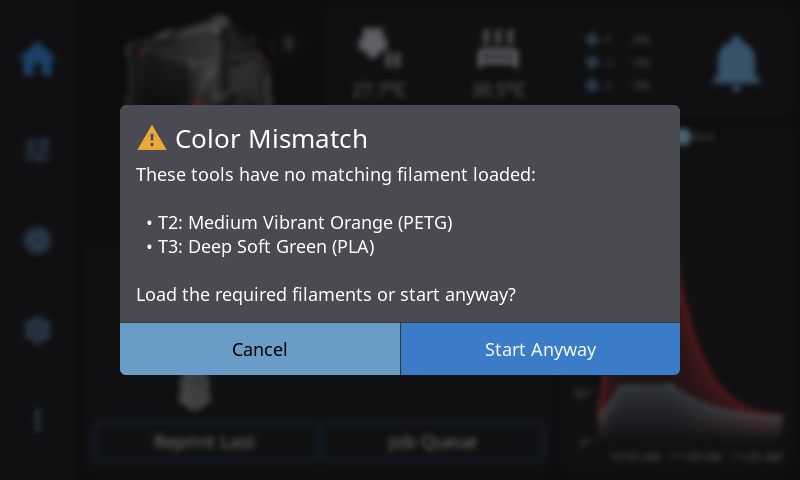 27.7°C
30.5°C
Color Mismatch
These tools have no matching filament loaded:
• T2: Medium Vibrant Orange (PETG)
• T3: Deep Soft Green (PLA)
Load the required filaments or start anyway?
Cancel
Start Anyway
Reprint Last
Job Queue